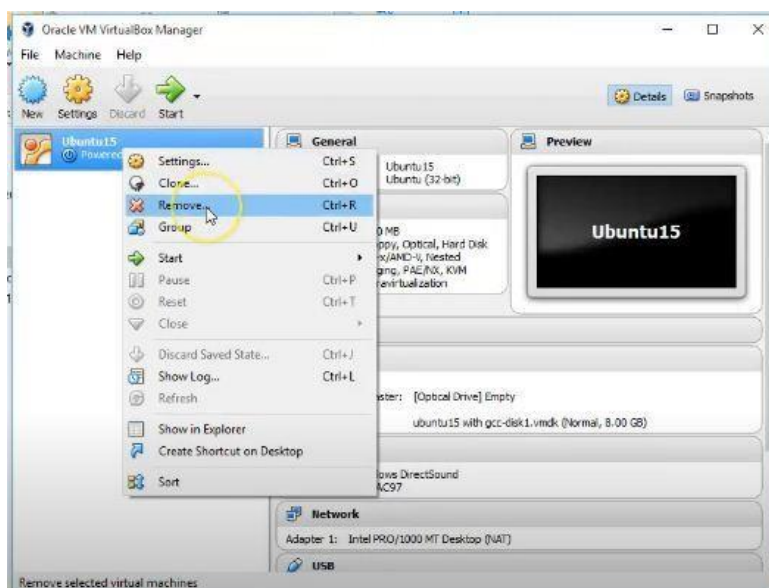 Oracle VM VirtualBox Manager
File Machine Help
New Settings Discard Start
Details Snapshots
Ubuntu15
Powered
Settings... Ctrl+S
Clone... Ctrl+O
Remove... Ctrl+R
Group Ctrl+U
Start
Pause Ctrl+P
Reset Ctrl+T
Close
Discard Saved State... Ctrl+J
Show Log... Ctrl+L
Refresh
Show in Explorer
Create Shortcut on Desktop
Sort
General
Ubuntu15
Ubuntu (32-bit)
0 MB
ppy, Optical, Hard Disk
x/AMD-V, Nested
ging, PAE/NX, KVM
avirtualization
Preview
Ubuntu15
ster: [Optical Drive] Empty
ubuntu15 with gcc-disk1.vmdk (Normal, 8.00 GB)
ows DirectSound
AC97
Network
Adapter 1: Intel PRO/1000 MT Desktop (NAT)
USB
Remove selected virtual machines